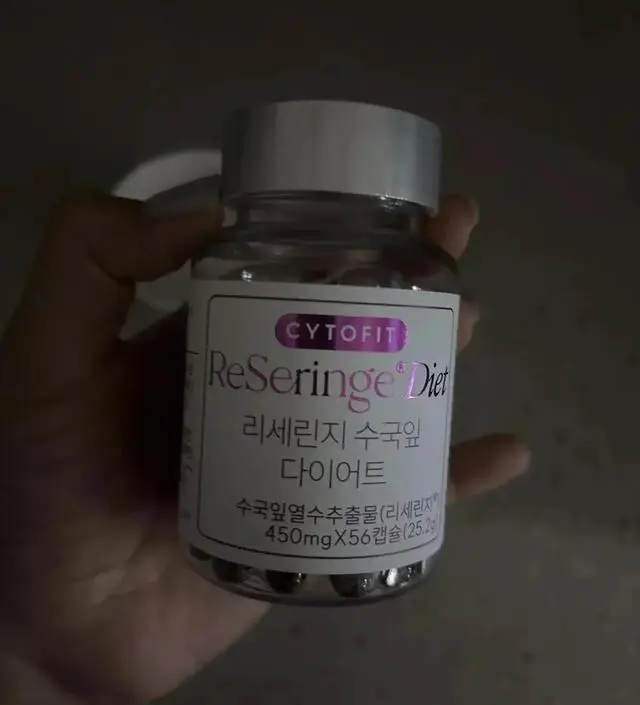 CYTOFIT
ReSeringe® Diet
리세린지 수국잎
다이어트
수국잎열수추출물(리세린지®)
450mgX56캡슐(25.2g)